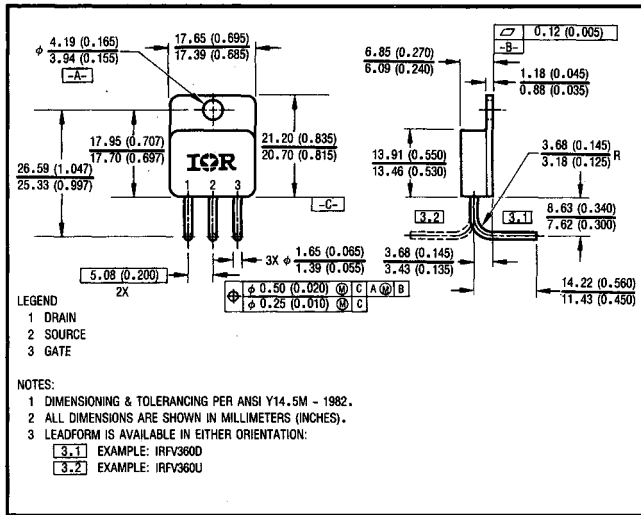 φ 4.19 (0.165)
3.94 (0.155)
-A-
17.65 (0.695)
17.39 (0.685)
6.85 (0.270)
6.09 (0.240)
0.12 (0.005)
-B-
1.18 (0.045)
0.88 (0.035)
26.59 (1.047)
25.33 (0.997)
17.95 (0.707)
17.70 (0.697)
IOR
1 2 3
21.20 (0.835)
20.70 (0.815)
-C-
13.91 (0.550)
13.46 (0.530)
3.68 (0.145)
3.18 (0.125) R
3.2
3.1
8.63 (0.340)
7.62 (0.300)
3X φ 1.65 (0.065)
1.39 (0.055)
3.68 (0.145)
3.43 (0.135)
14.22 (0.560)
11.43 (0.450)
5.08 (0.200)
2X
⌖ φ 0.50 (0.020) Ⓜ C A Ⓜ B
φ 0.25 (0.010) Ⓜ C
LEGEND
1 DRAIN
2 SOURCE
3 GATE
NOTES:
1 DIMENSIONING & TOLERANCING PER ANSI Y14.5M - 1982.
2 ALL DIMENSIONS ARE SHOWN IN MILLIMETERS (INCHES).
3 LEADFORM IS AVAILABLE IN EITHER ORIENTATION:
3.1 EXAMPLE: IRFV360D
3.2 EXAMPLE: IRFV360U